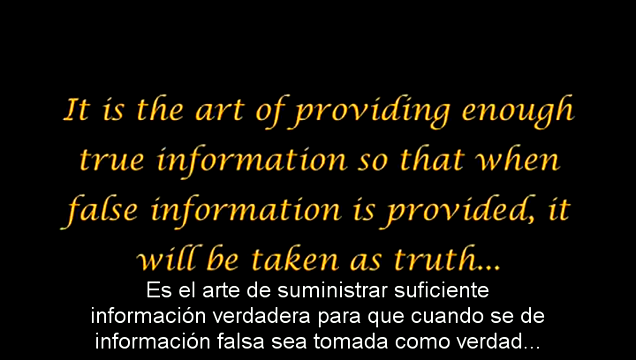 It is the art of providing enough
true information so that when
false information is provided, it
will be taken as truth...
Es el arte de suministrar suficiente
información verdadera para que cuando se de
información falsa sea tomada como verdad...